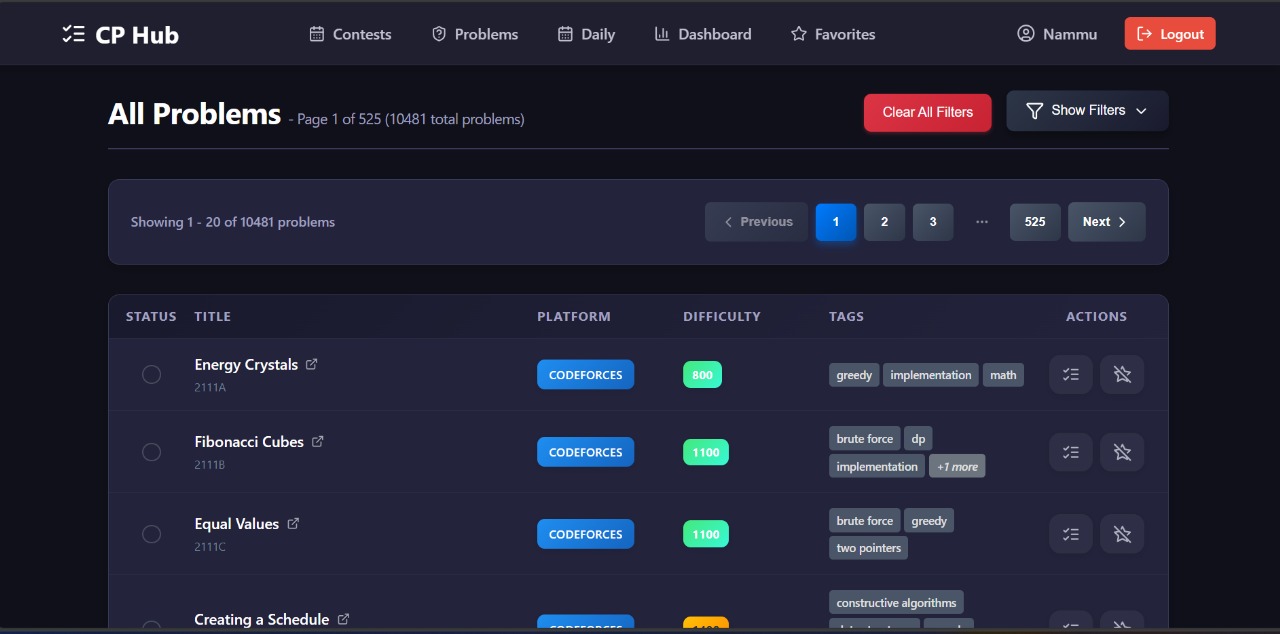 CP Hub
Contests
Problems
Daily
Dashboard
Favorites
Nammu
Logout
All Problems - Page 1 of 525 (10481 total problems)
Clear All Filters
Show Filters
Showing 1 - 20 of 10481 problems
Previous
1
2
3
...
525
Next
STATUS TITLE PLATFORM DIFFICULTY TAGS ACTIONS
Energy Crystals
2111A
CODEFORCES
800
greedy implementation math
Fibonacci Cubes
2111B
CODEFORCES
1100
brute force dp
implementation +1 more
Equal Values
2111C
CODEFORCES
1100
brute force greedy
two pointers
Creating a Schedule
CODEFORCES
constructive algorithms